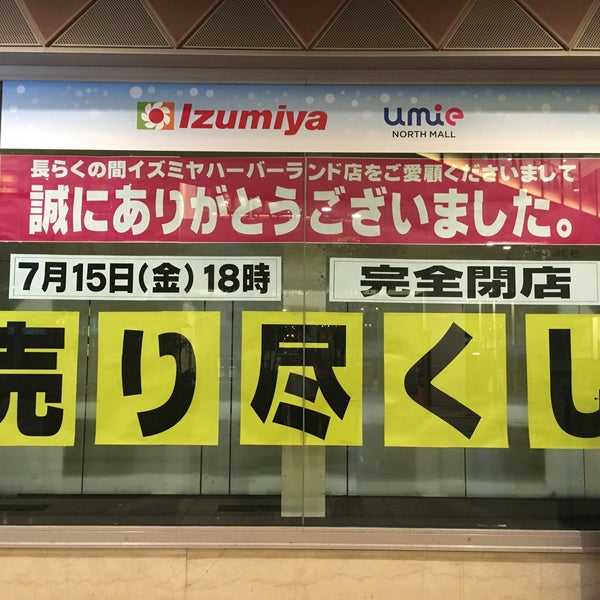 Izumiya umie
NORTH MALL
長らくの間イズミヤハーバーランド店をご愛顧くださいまして
誠にありがとうございました。
7月15日(金)18時 完全閉店
売り尽くし